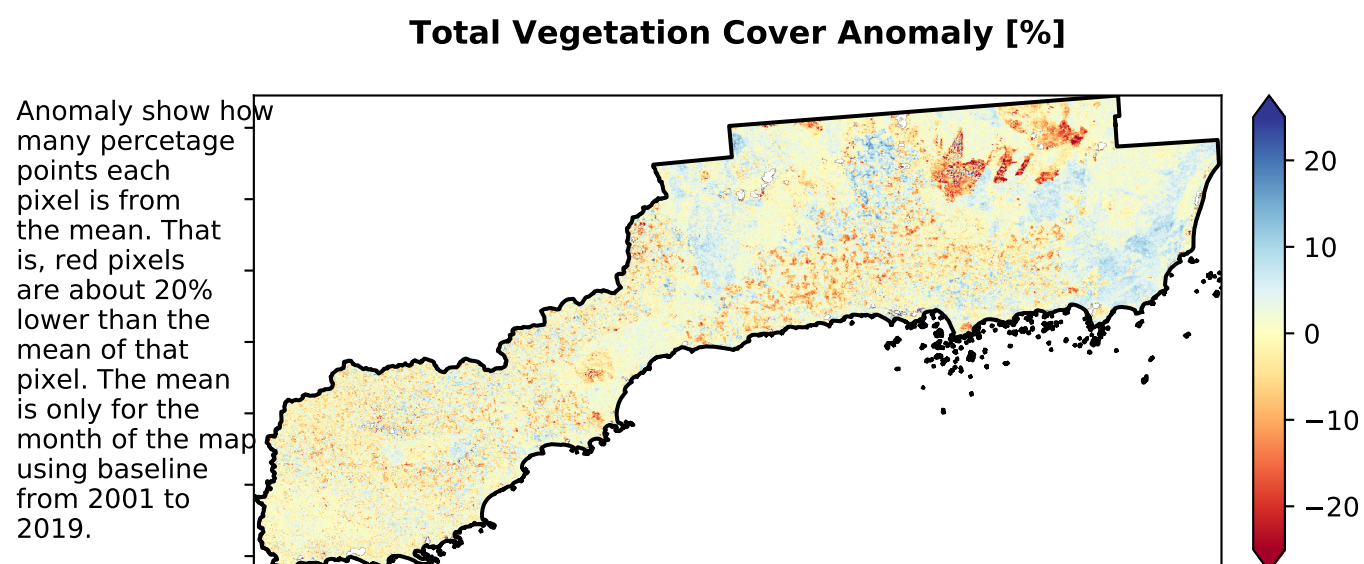 Total Vegetation Cover Anomaly [%]
Anomaly show how
many percetage
points each
pixel is from
the mean. That
is, red pixels
are about 20%
lower than the
mean of that
pixel. The mean
is only for the
month of the map
using baseline
from 2001 to
2019.
20
10
0
−10
−20